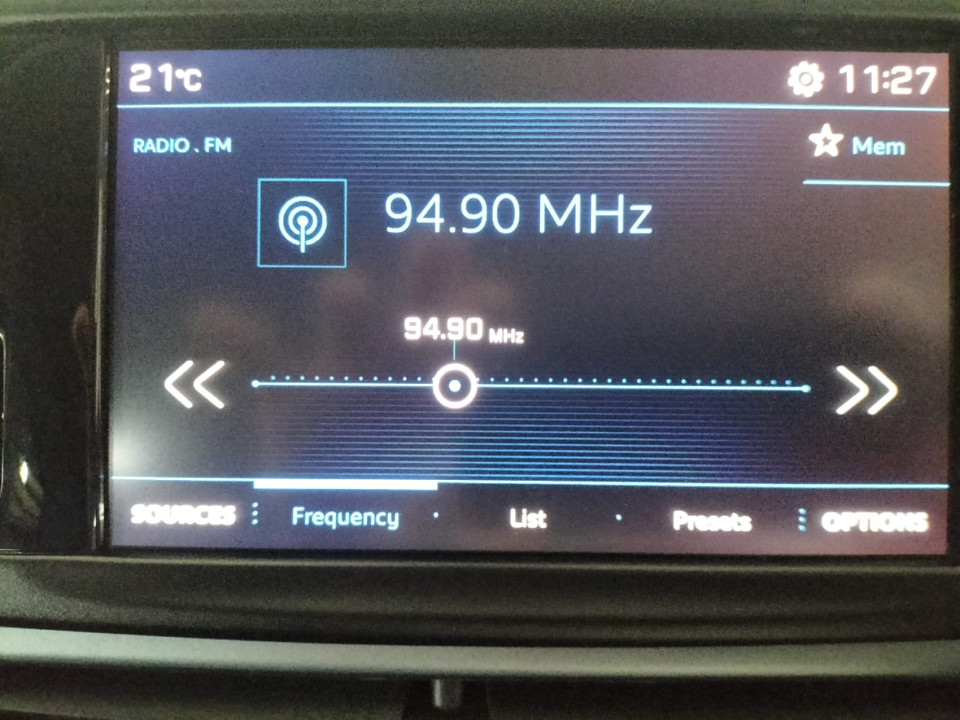 21°C
11:27
RADIO . FM
Mem
94.90 MHz
94.90 MHz
SOURCES
Frequency
List
Presets
OPTIONS